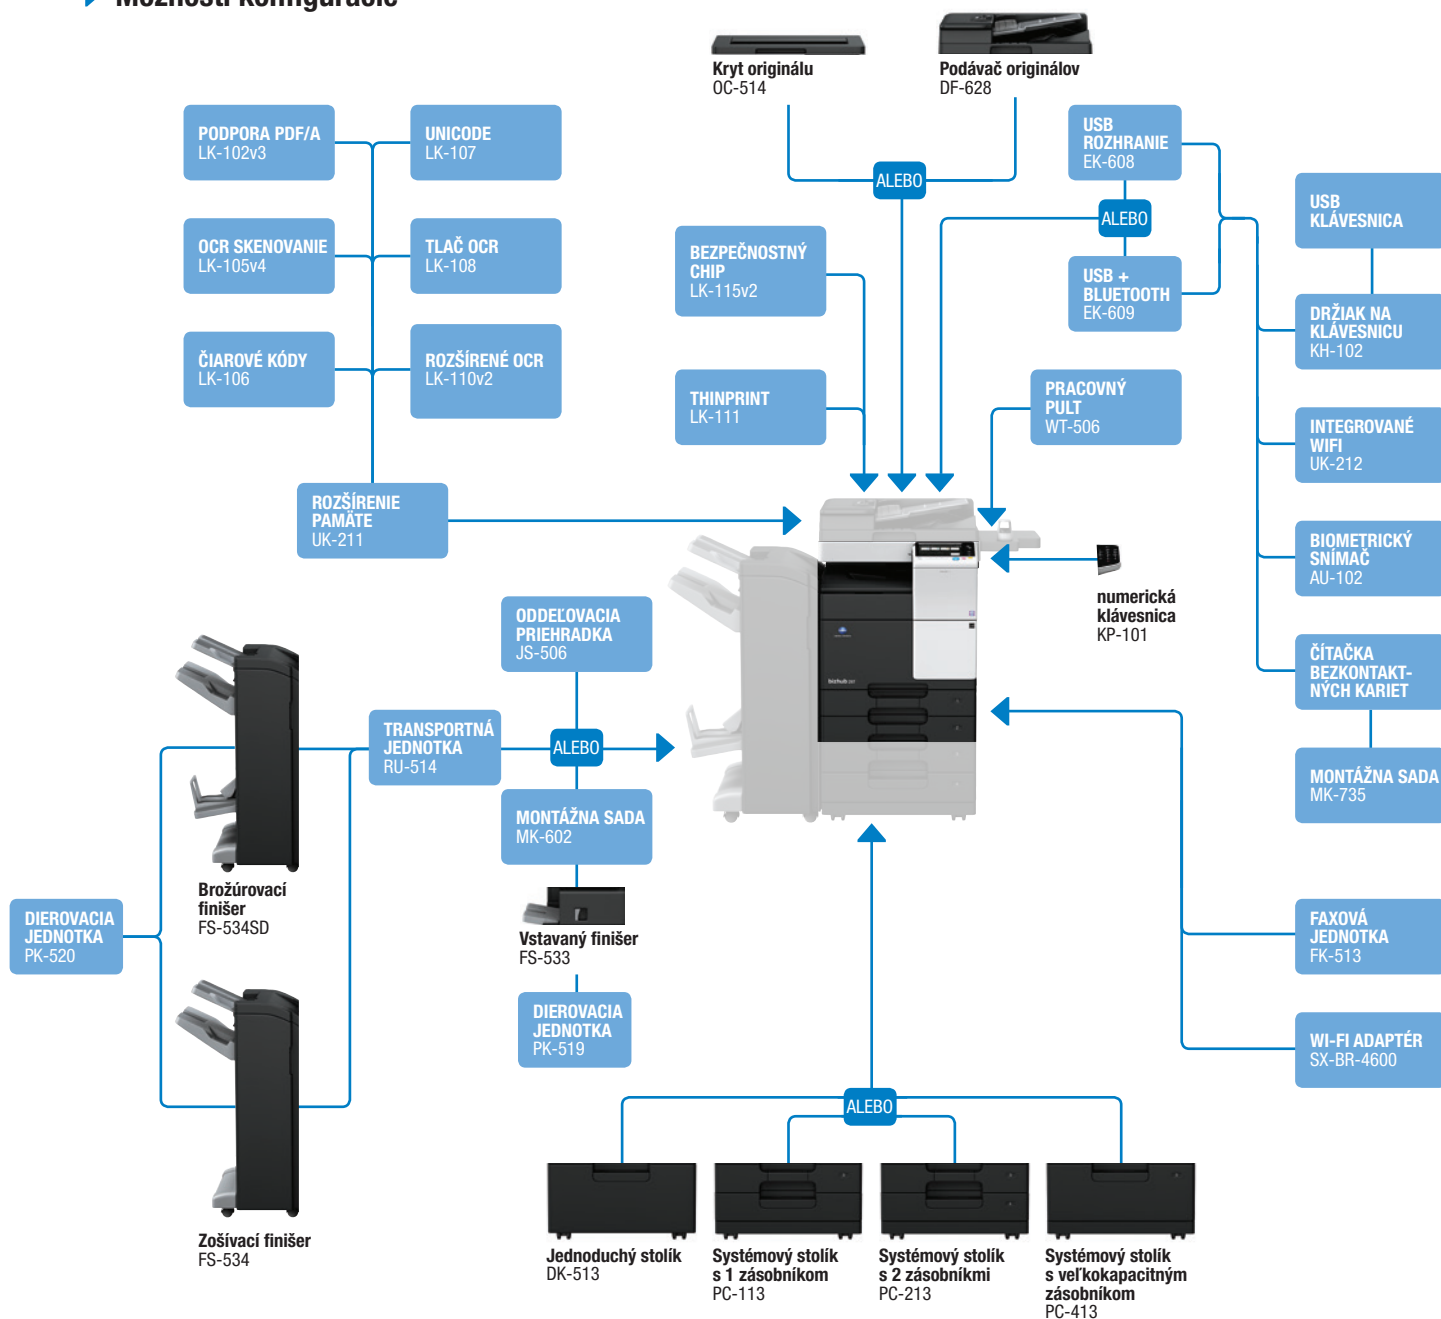 Možnosti konfigurácie
Kryt originálu
OC-514
Podávač originálov
DF-628
PODPORA PDF/A
LK-102v3
UNICODE
LK-107
USB
ROZHRANIE
EK-608
ALEBO
USB
KLÁVESNICA
ALEBO
OCR SKENOVANIE
LK-105v4
TLAČ OCR
LK-108
BEZPEČNOSTNÝ
CHIP
LK-115v2
USB +
BLUETOOTH
EK-609
DRŽIAK NA
KLÁVESNICU
KH-102
ČIAROVÉ KÓDY
LK-106
ROZŠÍRENÉ OCR
LK-110v2
THINPRINT
LK-111
PRACOVNÝ
PULT
WT-506
INTEGROVANÉ
WIFI
UK-212
ROZŠÍRENIE
PAMÄTE
UK-211
BIOMETRICKÝ
SNÍMAČ
AU-102
numerická
klávesnica
KP-101
ODDEĽOVACIA
PRIEHRADKA
JS-506
ČÍTAČKA
BEZKONTAKT-
NÝCH KARIET
bizhub
TRANSPORTNÁ
JEDNOTKA
RU-514
ALEBO
MONTÁŽNA SADA
MK-735
MONTÁŽNA SADA
MK-602
Brožúrovací
finišer
FS-534SD
DIEROVACIA
JEDNOTKA
PK-520
Vstavaný finišer
FS-533
FAXOVÁ
JEDNOTKA
FK-513
DIEROVACIA
JEDNOTKA
PK-519
WI-FI ADAPTÉR
SX-BR-4600
ALEBO
Zošívací finišer
FS-534
Jednoduchý stolík
DK-513
Systémový stolík
s 1 zásobníkom
PC-113
Systémový stolík
s 2 zásobníkmi
PC-213
Systémový stolík
s veľkokapacitným
zásobníkom
PC-413